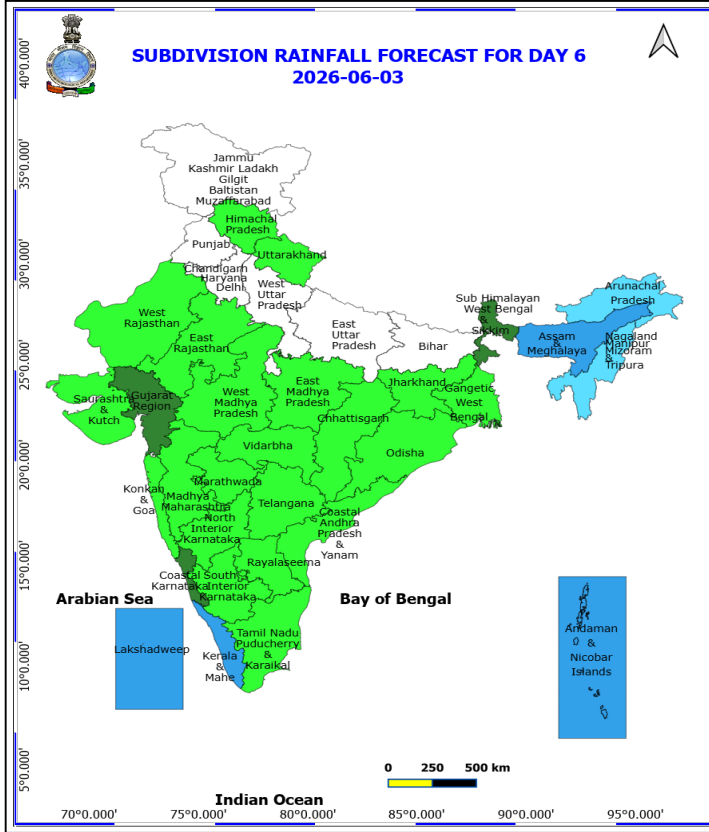 SUBDIVISION RAINFALL FORECAST FOR DAY 6
2026-06-03
40°0.000'
35°0.000'
30°0.000'
25°0.000'
20°0.000'
15°0.000'
10°0.000'
5°0.000'
Jammu
Kashmir Ladakh
Gilgit
Baltistan
Muzaffarabad
Himachal
Pradesh
Punjab
Uttarakhand
Chandigarh
Haryana
Delhi
West
Uttar
Pradesh
West
Rajasthan
East
Rajasthan
East
Uttar
Pradesh
Bihar
Sub Himalayan
West Bengal
&
Sikkim
Arunachal
Pradesh
Assam
&
Meghalaya
Nagaland
Manipur
Mizoram
&
Tripura
Saurashtra
&
Kutch
Gujarat
Region
West
Madhya
Pradesh
East
Madhya
Pradesh
Jharkhand
Gangetic
West
Bengal
Chhattisgarh
Vidarbha
Odisha
Konkan
&
Goa
Marathwada
Madhya
Maharashtra
North
Interior
Karnataka
Telangana
Coastal
Andhra
Pradesh
&
Yanam
Rayalaseema
Coastal
Karnataka
South
Interior
Karnataka
Arabian Sea
Bay of Bengal
Lakshadweep
Kerala
&
Mahe
Tamil Nadu
Puducherry
&
Karaikal
Andaman
&
Nicobar
Islands
0 250 500 km
Indian Ocean
70°0.000' 75°0.000' 80°0.000' 85°0.000' 90°0.000' 95°0.000'